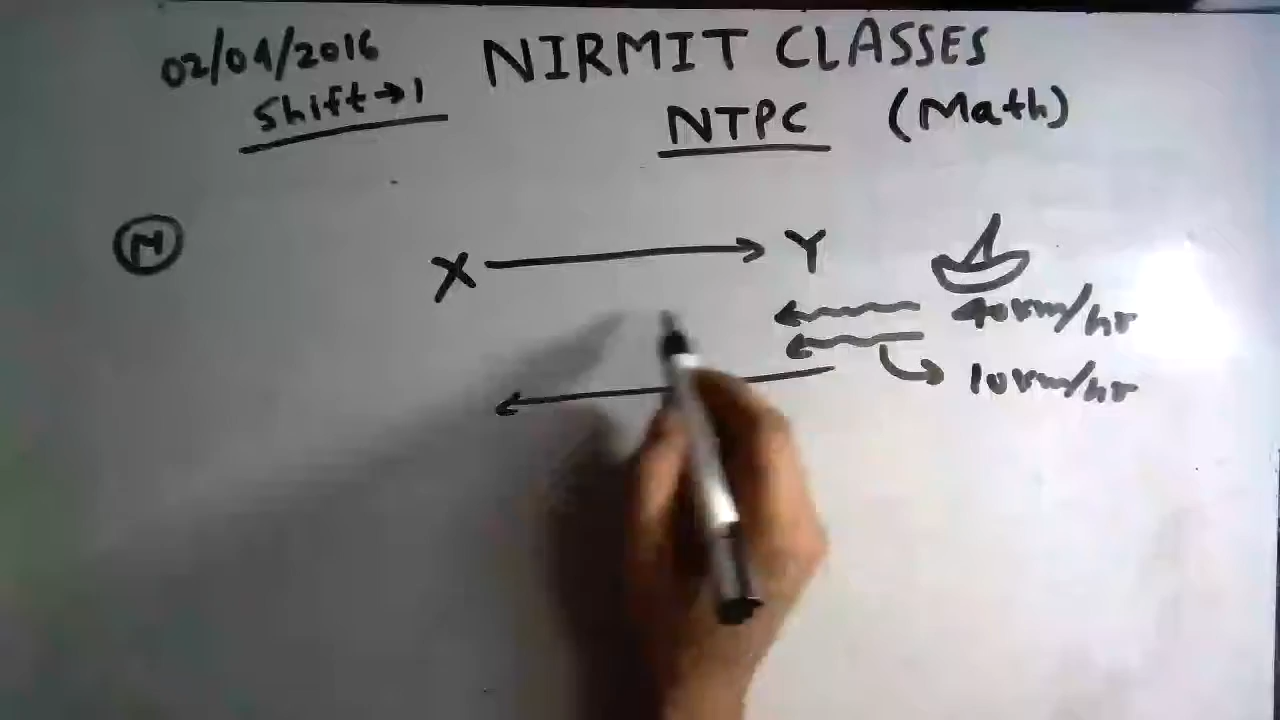 02/04/2016
Shift→1
NIRMIT CLASSES
NTPC (Math)
M
X → Y
40km/hr
10km/hr